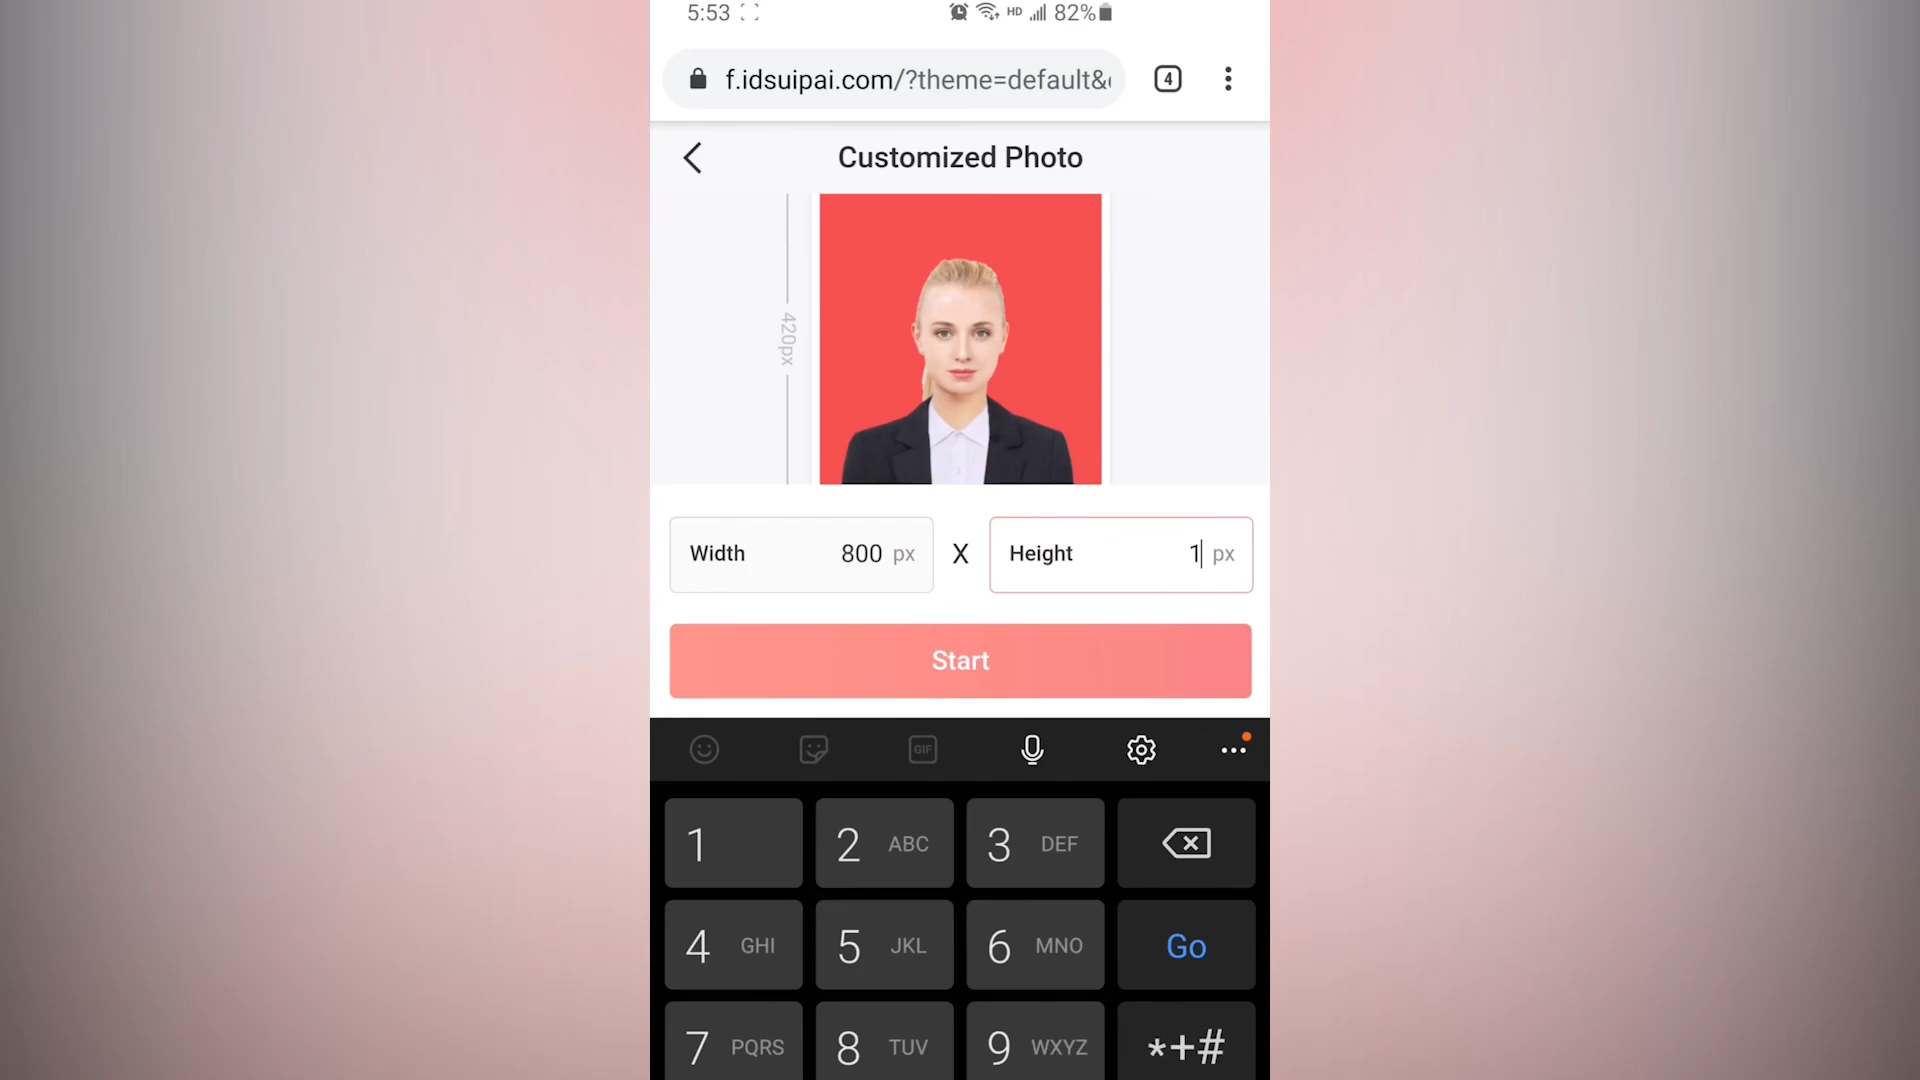 5:53 HD 82%
f.idsuipai.com/?theme=default&
4
Customized Photo
420px
Width 800 px X Height 1 px
Start
GIF
1 2 ABC 3 DEF
4 GHI 5 JKL 6 MNO Go
7 PQRS 8 TUV 9 WXYZ *+#